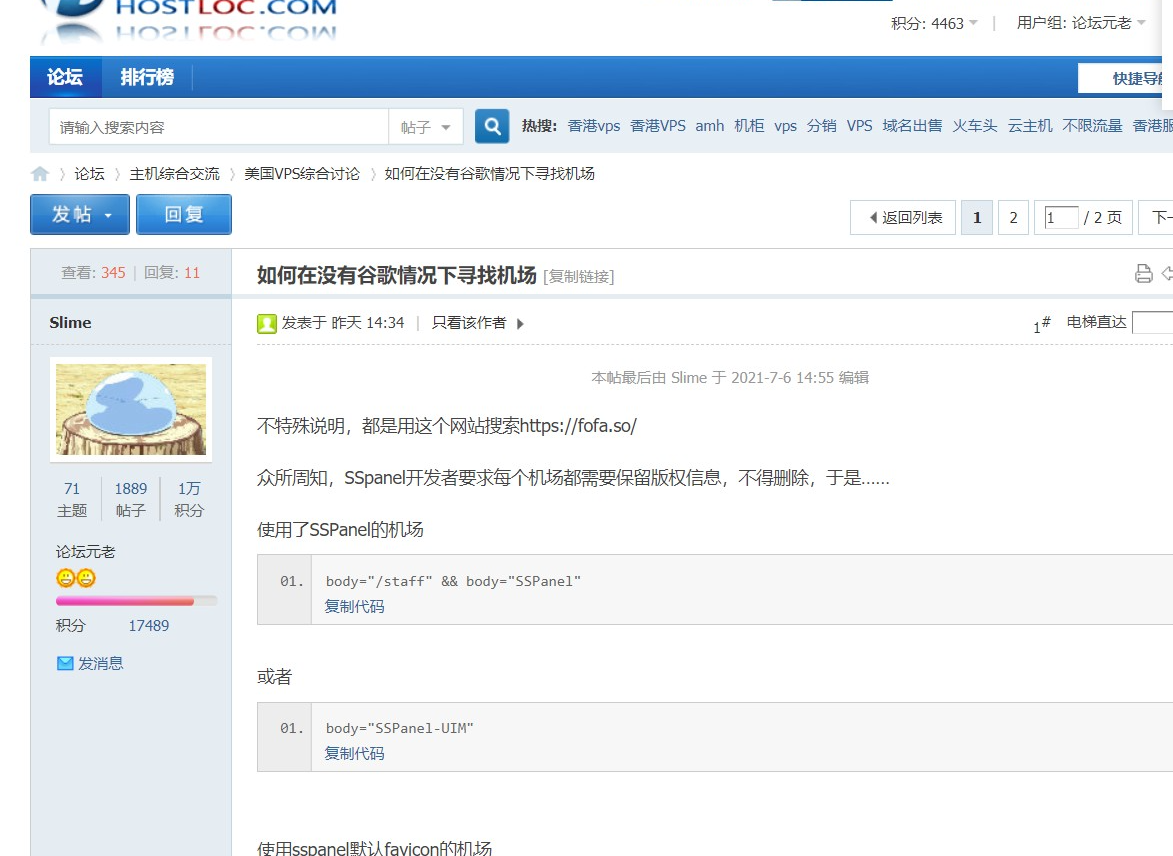 HOSTLOC.COM
积分: 4463 | 用户组: 论坛元老
论坛 排行榜 快捷导航
请输入搜索内容 帖子 热搜: 香港vps 香港VPS amh 机柜 vps 分销 VPS 域名出售 火车头 云主机 不限流量 香港服
论坛 〉 主机综合交流 〉 美国VPS综合讨论 〉 如何在没有谷歌情况下寻找机场
发帖 回复 返回列表 1 2 1 / 2 页 下一
查看: 345 | 回复: 11
如何在没有谷歌情况下寻找机场 [复制链接]
Slime
发表于 昨天 14:34 | 只看该作者
1# 电梯直达
71 1889 1万
主题 帖子 积分
论坛元老
积分 17489
发消息
本帖最后由 Slime 于 2021-7-6 14:55 编辑
不特殊说明，都是用这个网站搜索https://fofa.so/
众所周知，SSpanel开发者要求每个机场都需要保留版权信息，不得删除，于是......
使用了SSPanel的机场
01. body="/staff" && body="SSPanel"
复制代码
或者
01. body="SSPanel-UIM"
复制代码
使用sspanel默认favicon的机场